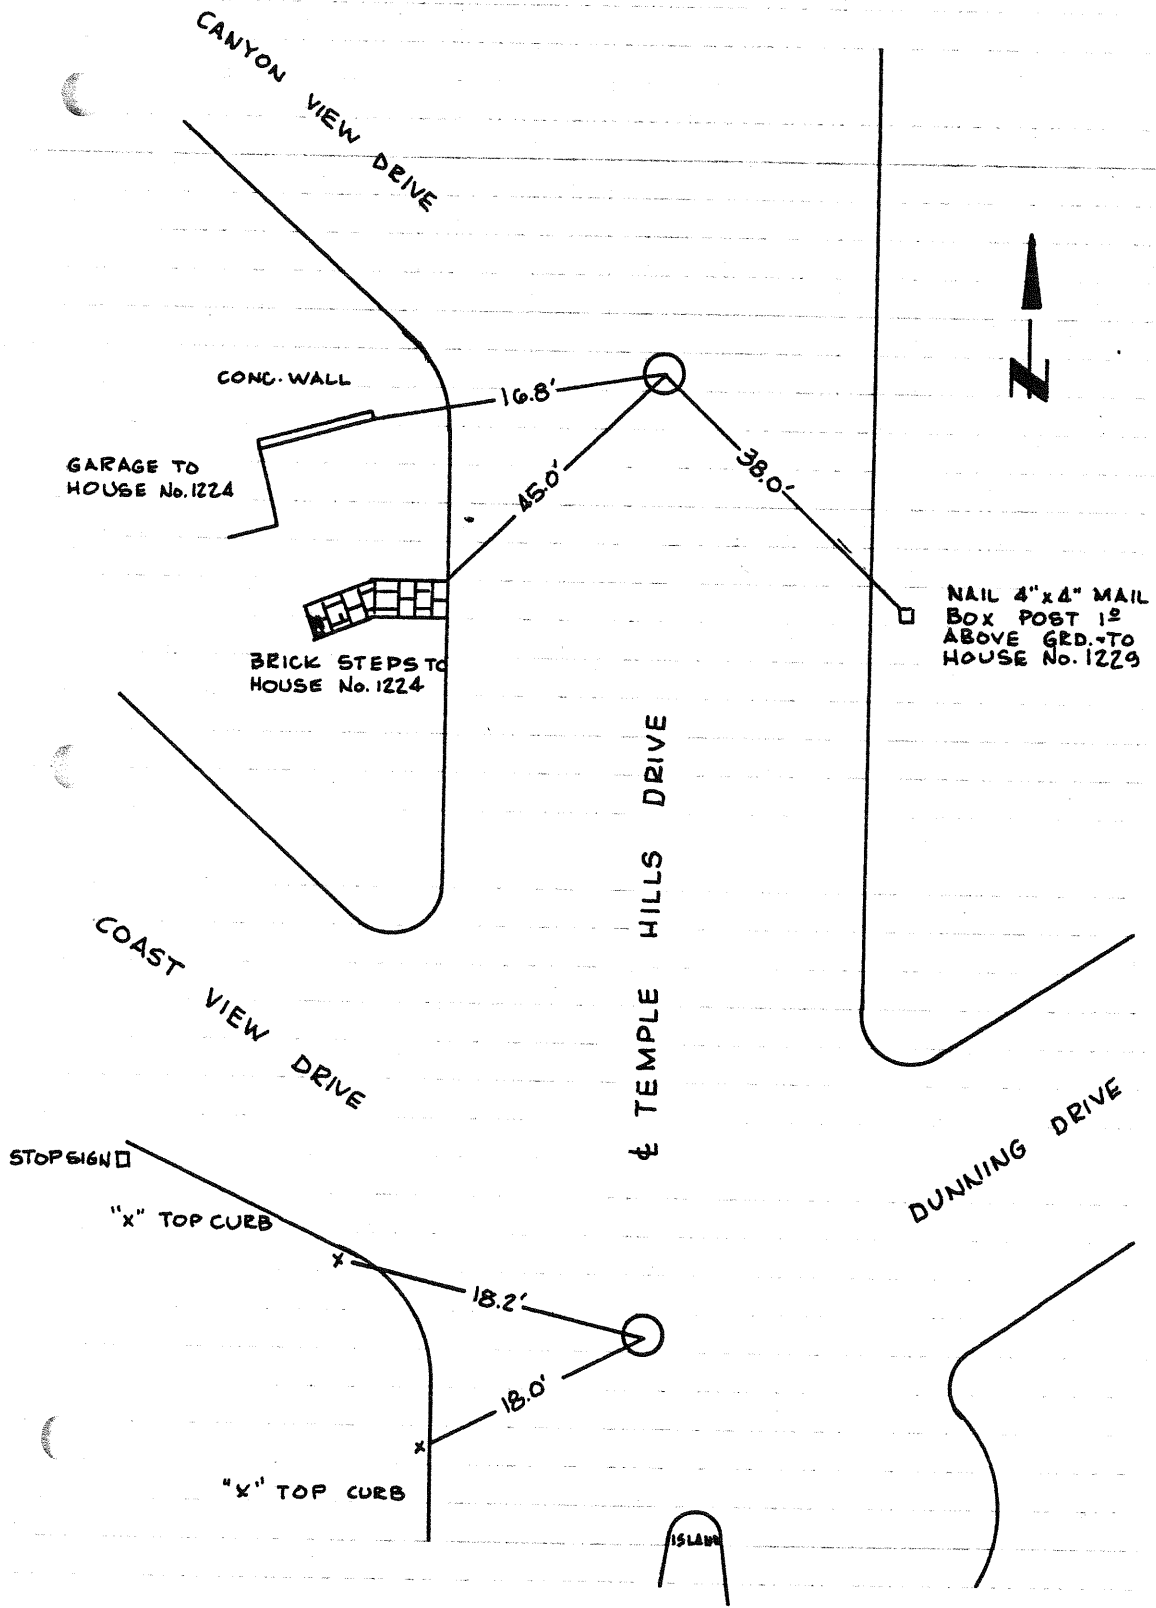 CANYON VIEW DRIVE
CONC. WALL
16.8'
GARAGE TO
HOUSE No. 1224
45.0'
38.0'
N
NAIL 4" x 4" MAIL
BOX POST 1º
ABOVE GRD. - TO
HOUSE No. 1229
BRICK STEPS TO
HOUSE No. 1224
℄ TEMPLE HILLS DRIVE
COAST VIEW DRIVE
DUNNING DRIVE
STOP SIGN
"X" TOP CURB
x
18.2'
18.0'
x
"X" TOP CURB
ISLAND